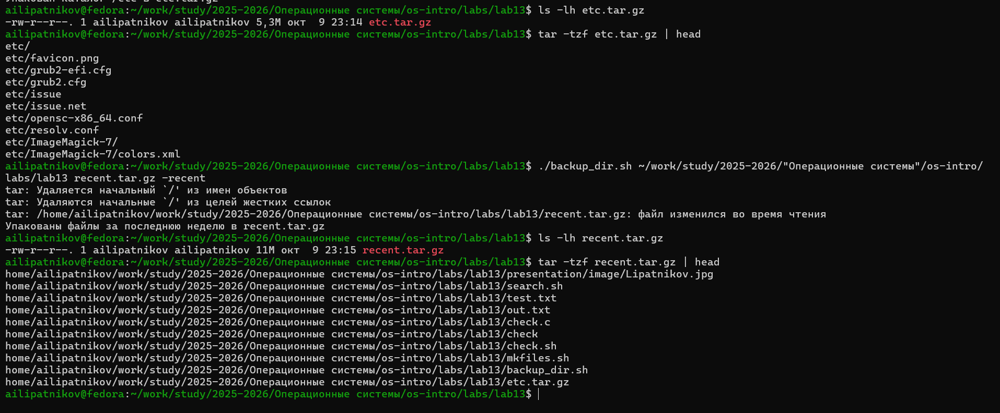 Упакован каталог /etc в etc.tar.gz
ailipatnikov@fedora:~/work/study/2025-2026/Операционные системы/os-intro/labs/lab13$ ls -lh etc.tar.gz
-rw-r--r--. 1 ailipatnikov ailipatnikov 5,3M окт  9 23:14 etc.tar.gz
ailipatnikov@fedora:~/work/study/2025-2026/Операционные системы/os-intro/labs/lab13$ tar -tzf etc.tar.gz | head
etc/
etc/favicon.png
etc/grub2-efi.cfg
etc/grub2.cfg
etc/issue
etc/issue.net
etc/opensc-x86_64.conf
etc/resolv.conf
etc/ImageMagick-7/
etc/ImageMagick-7/colors.xml
ailipatnikov@fedora:~/work/study/2025-2026/Операционные системы/os-intro/labs/lab13$ ./backup_dir.sh ~/work/study/2025-2026/"Операционные системы"/os-intro/
labs/lab13 recent.tar.gz -recent
tar: Удаляется начальный `/' из имен объектов
tar: Удаляются начальные `/' из целей жестких ссылок
tar: /home/ailipatnikov/work/study/2025-2026/Операционные системы/os-intro/labs/lab13/recent.tar.gz: файл изменился во время чтения
Упакованы файлы за последнюю неделю в recent.tar.gz
ailipatnikov@fedora:~/work/study/2025-2026/Операционные системы/os-intro/labs/lab13$ ls -lh recent.tar.gz
-rw-r--r--. 1 ailipatnikov ailipatnikov 11M окт  9 23:15 recent.tar.gz
ailipatnikov@fedora:~/work/study/2025-2026/Операционные системы/os-intro/labs/lab13$ tar -tzf recent.tar.gz | head
home/ailipatnikov/work/study/2025-2026/Операционные системы/os-intro/labs/lab13/presentation/image/Lipatnikov.jpg
home/ailipatnikov/work/study/2025-2026/Операционные системы/os-intro/labs/lab13/search.sh
home/ailipatnikov/work/study/2025-2026/Операционные системы/os-intro/labs/lab13/test.txt
home/ailipatnikov/work/study/2025-2026/Операционные системы/os-intro/labs/lab13/out.txt
home/ailipatnikov/work/study/2025-2026/Операционные системы/os-intro/labs/lab13/check.c
home/ailipatnikov/work/study/2025-2026/Операционные системы/os-intro/labs/lab13/check
home/ailipatnikov/work/study/2025-2026/Операционные системы/os-intro/labs/lab13/check.sh
home/ailipatnikov/work/study/2025-2026/Операционные системы/os-intro/labs/lab13/mkfiles.sh
home/ailipatnikov/work/study/2025-2026/Операционные системы/os-intro/labs/lab13/backup_dir.sh
home/ailipatnikov/work/study/2025-2026/Операционные системы/os-intro/labs/lab13/etc.tar.gz
ailipatnikov@fedora:~/work/study/2025-2026/Операционные системы/os-intro/labs/lab13$